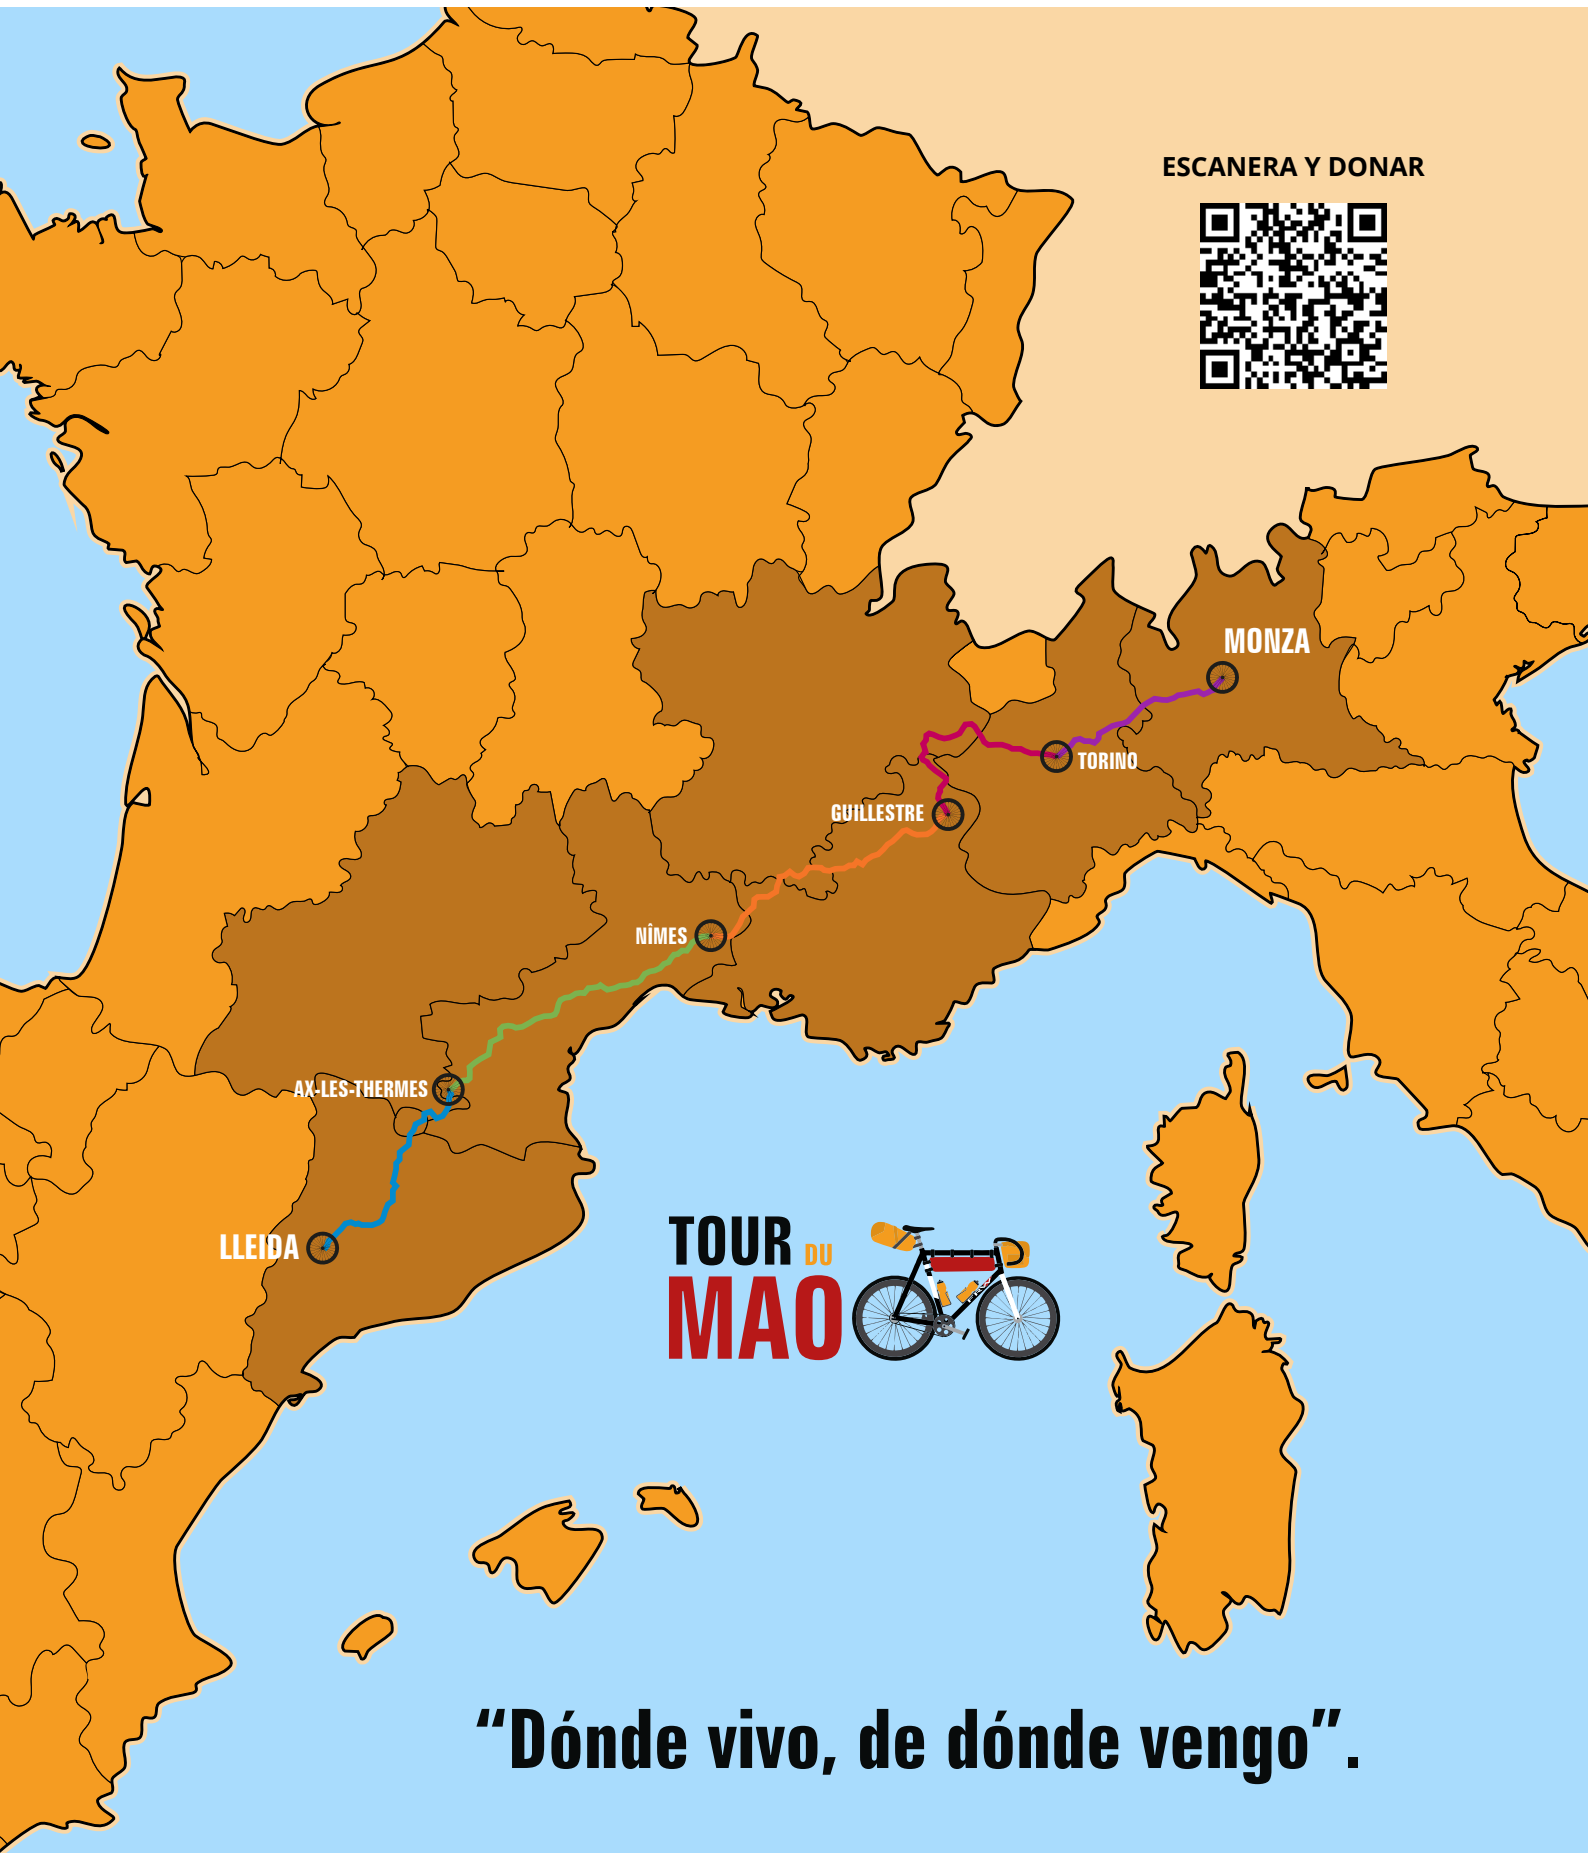 ESCANERA Y DONAR
MONZA
TORINO
GUILLESTRE
NÎMES
AX-LES-THERMES
LLEIDA
TOUR DU
MAO
“Dónde vivo, de dónde vengo”.